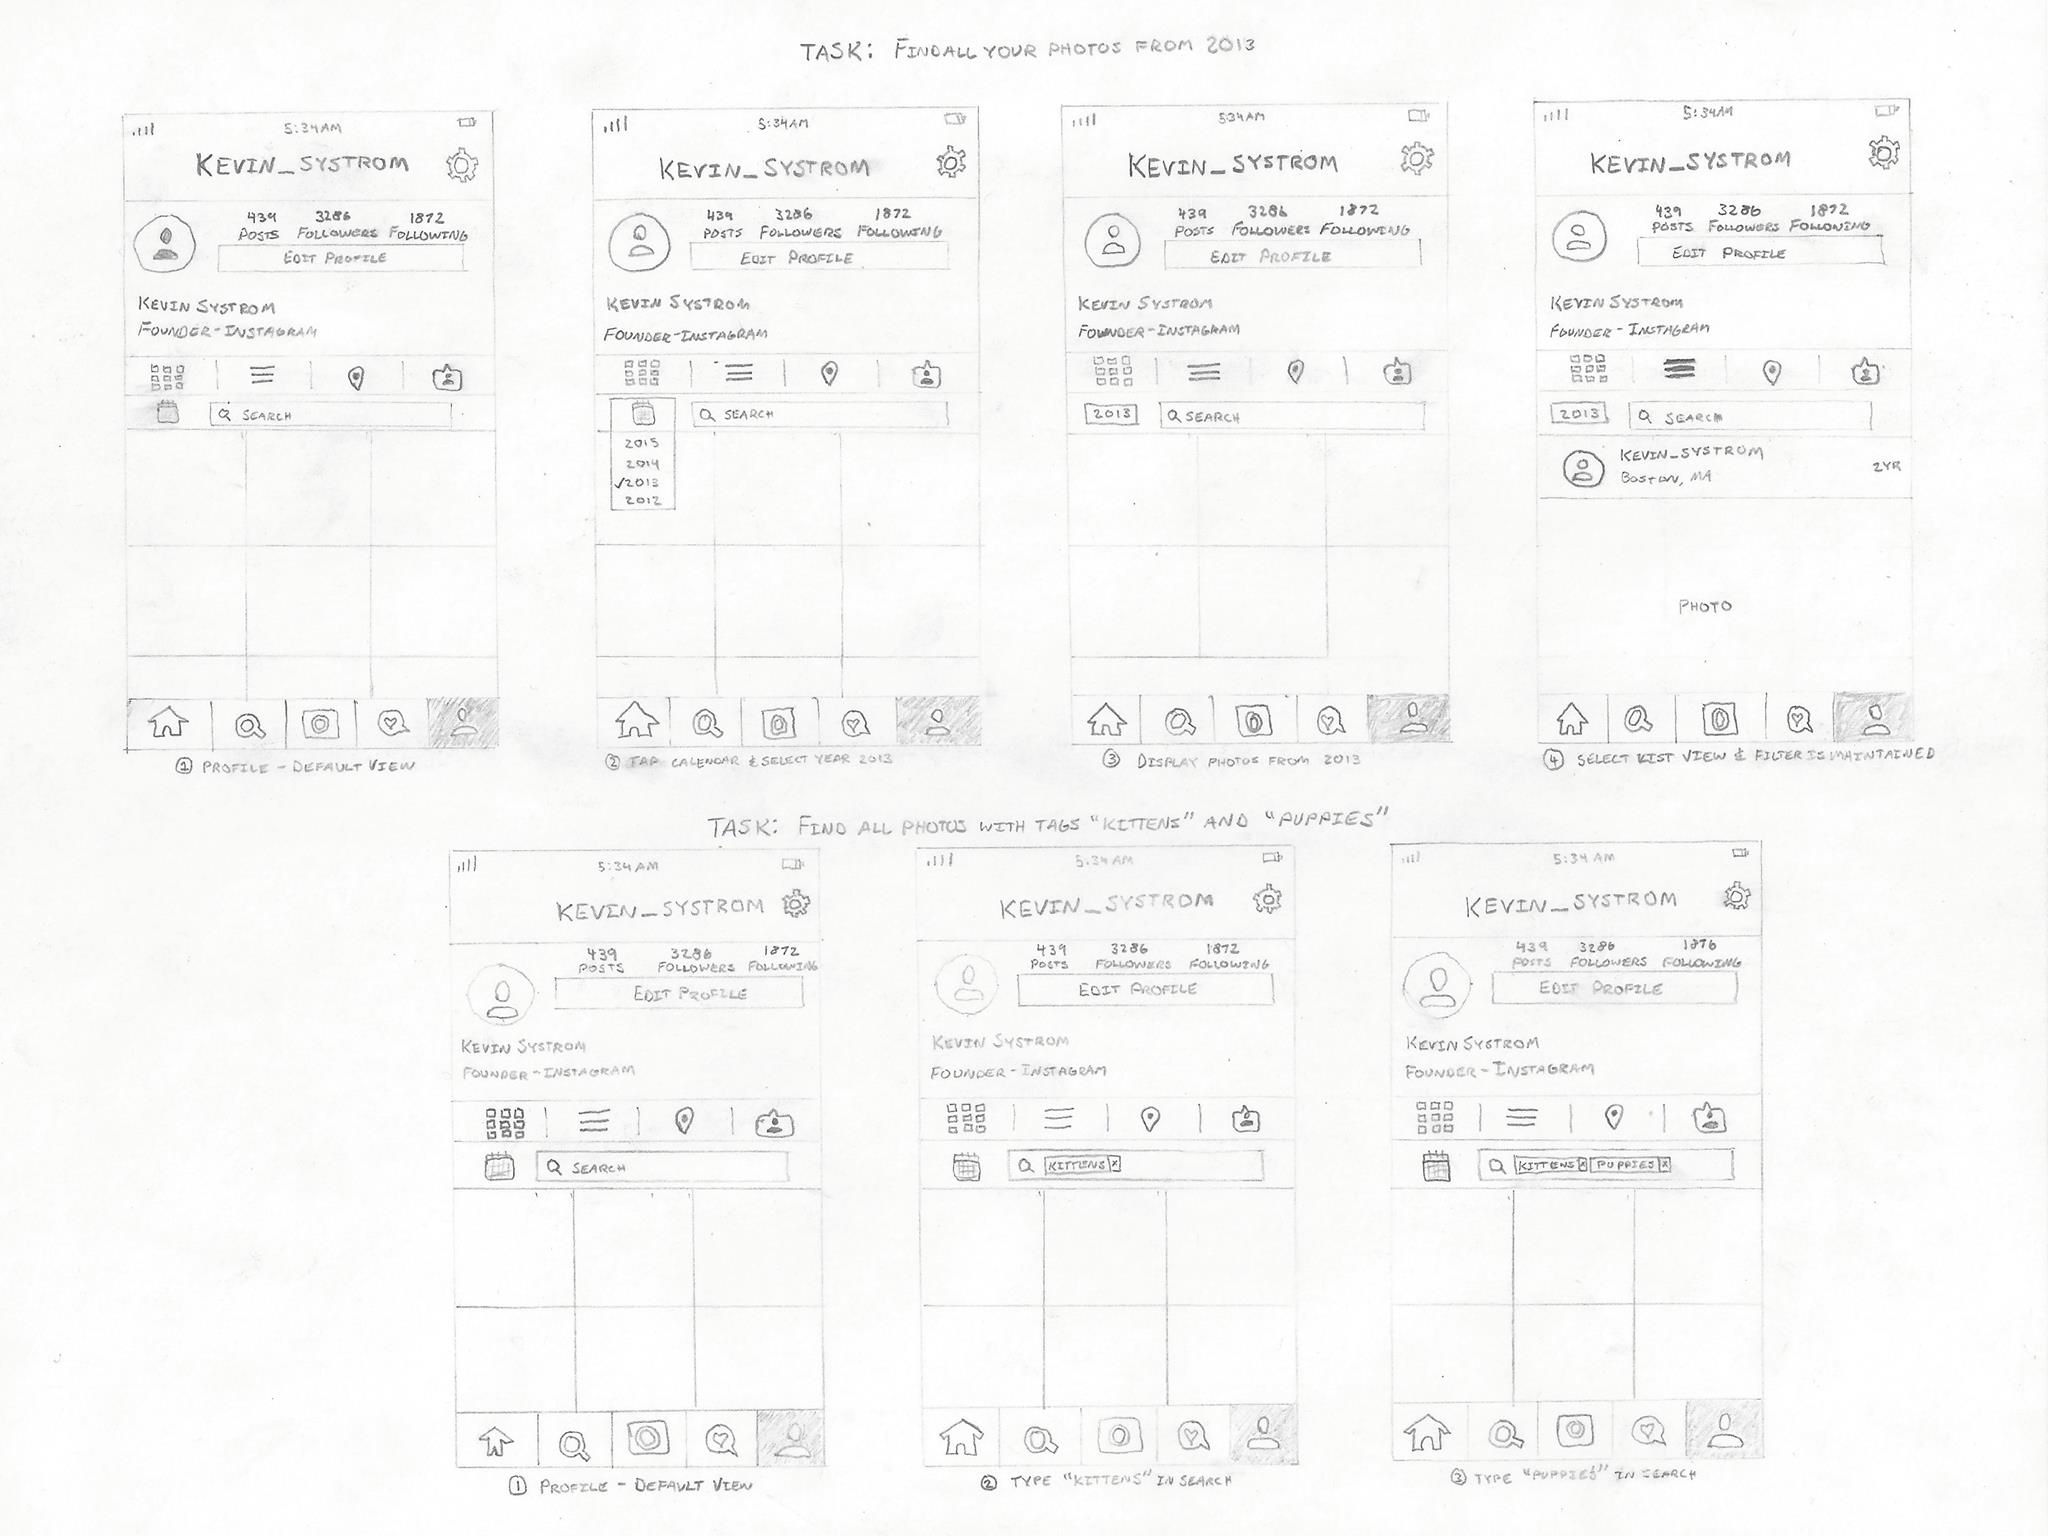 TASK: FIND ALL YOUR PHOTOS FROM 2013
5:34AM
KEVIN_SYSTROM
439 3286 1872
POSTS FOLLOWERS FOLLOWING
EDIT PROFILE
KEVIN SYSTROM
FOUNDER-INSTAGRAM
SEARCH
1 PROFILE - DEFAULT VIEW
5:34AM
KEVIN_SYSTROM
439 3286 1872
POSTS FOLLOWERS FOLLOWING
EDIT PROFILE
KEVIN SYSTROM
FOUNDER-INSTAGRAM
SEARCH
2015
2014
✓2013
2012
2 TAP CALENDAR & SELECT YEAR 2013
534AM
KEVIN_SYSTROM
439 3286 1872
POSTS FOLLOWERS FOLLOWING
EDIT PROFILE
KEVIN SYSTROM
FOUNDER-INSTAGRAM
2013 SEARCH
3 DISPLAY PHOTOS FROM 2013
5:34AM
KEVIN_SYSTROM
439 3286 1872
POSTS FOLLOWERS FOLLOWING
EDIT PROFILE
KEVIN SYSTROM
FOUNDER-INSTAGRAM
2013 SEARCH
KEVIN_SYSTROM
BOSTON, MA 2YR
PHOTO
4 SELECT LIST VIEW & FILTER IS MAINTAINED
TASK: FIND ALL PHOTOS WITH TAGS "KITTENS" AND "PUPPIES"
5:34AM
KEVIN_SYSTROM
439 3286 1872
POSTS FOLLOWERS FOLLOWING
EDIT PROFILE
KEVIN SYSTROM
FOUNDER-INSTAGRAM
SEARCH
1 PROFILE - DEFAULT VIEW
5:34AM
KEVIN_SYSTROM
439 3286 1872
POSTS FOLLOWERS FOLLOWING
EDIT PROFILE
KEVIN SYSTROM
FOUNDER-INSTAGRAM
KITTENS X
2 TYPE "KITTENS" IN SEARCH
5:34AM
KEVIN_SYSTROM
439 3286 1876
POSTS FOLLOWERS FOLLOWING
EDIT PROFILE
KEVIN SYSTROM
FOUNDER-INSTAGRAM
KITTENS X PUPPIES X
3 TYPE "PUPPIES" IN SEARCH